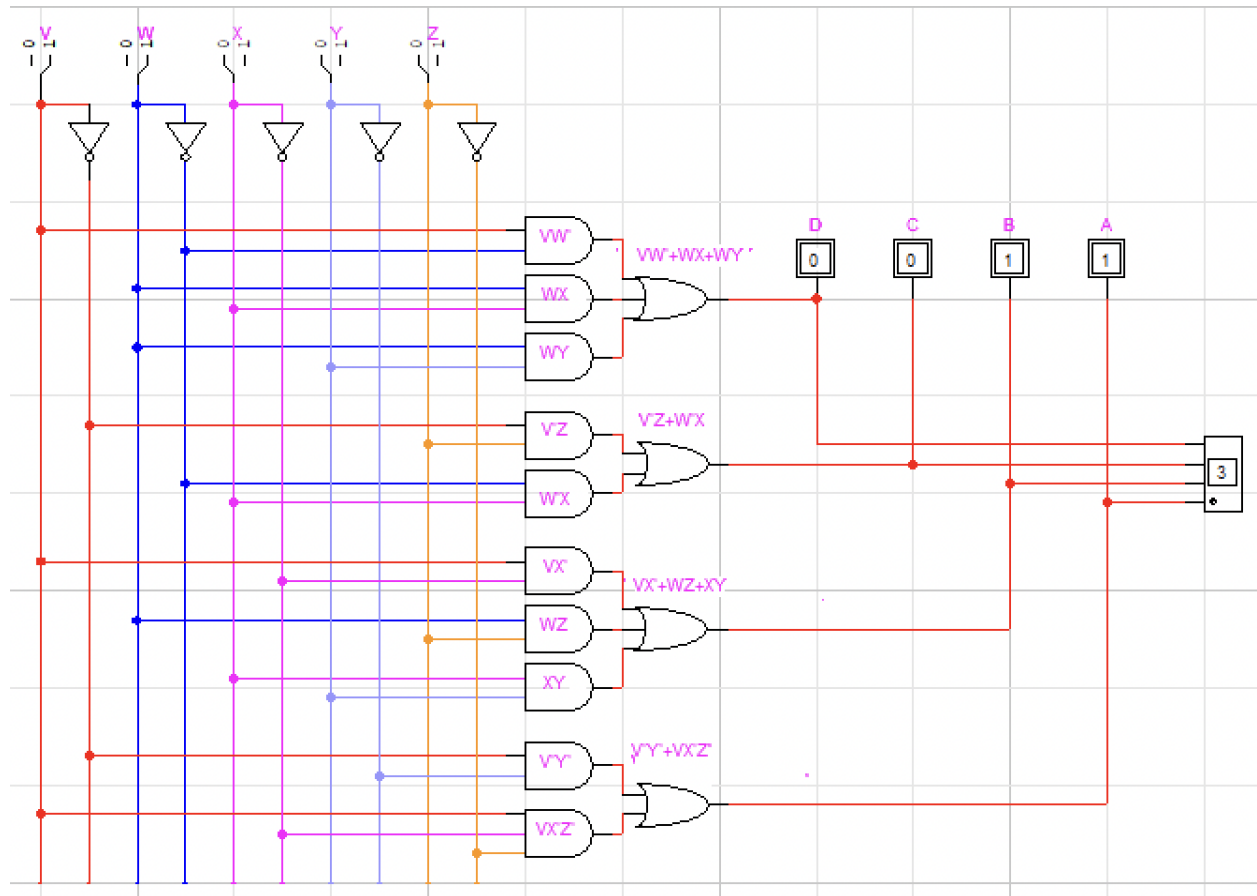 V W X Y Z
0 1 0 1 0 1 0 1 0 1
D C B A
0 0 1 1
VW'
VW'+WX+WY
WX
WY
V'Z
V'Z+W'X
W'X
3
VX'
VX'+WZ+XY
WZ
XY
V'Y'
V'Y'+VX'Z'
VX'Z'